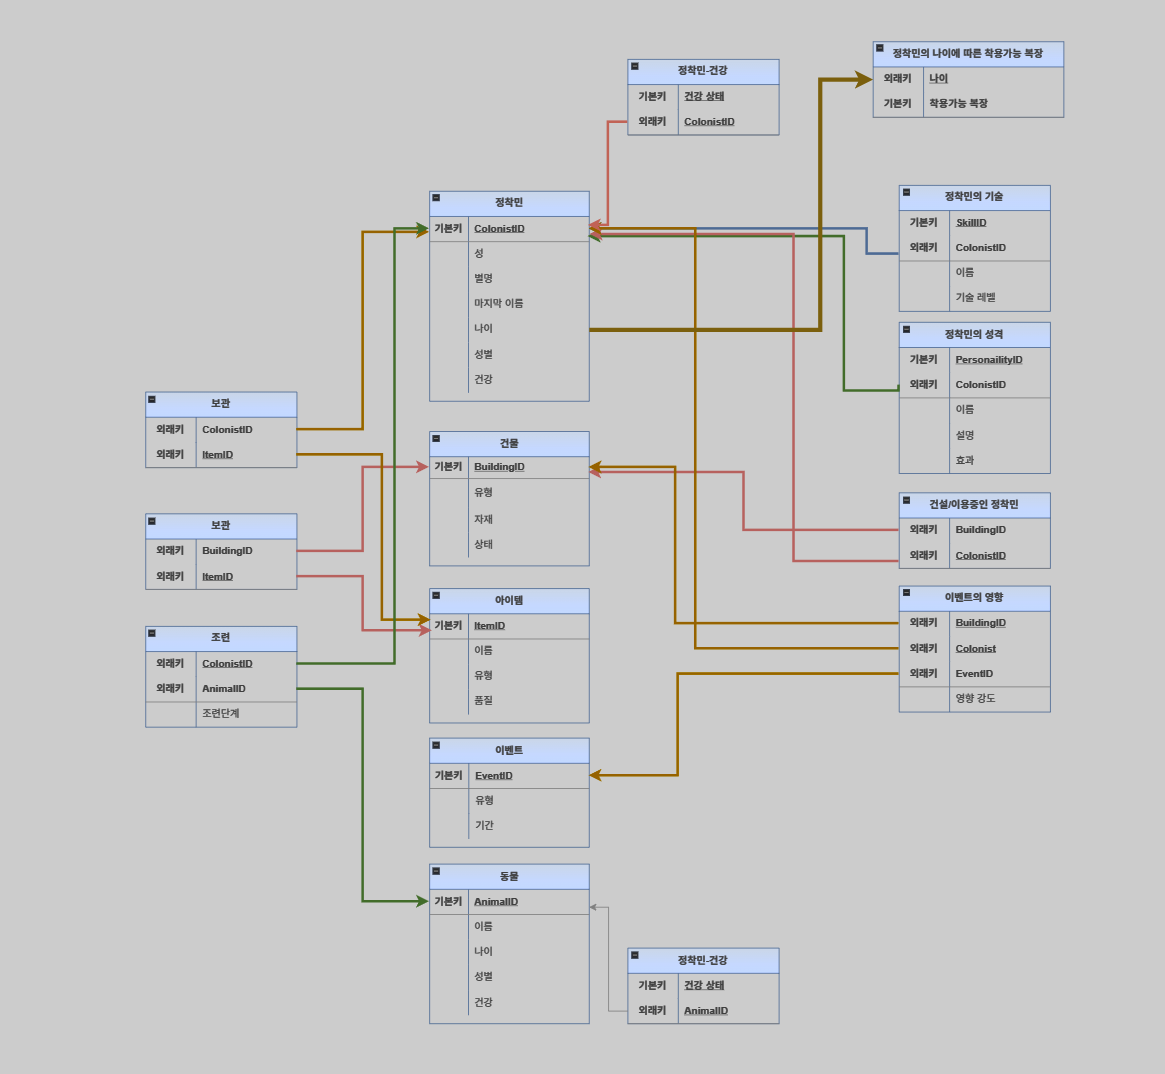 정착민의 나이에 따른 착용가능 복장
외래키 나이
기본키 착용가능 복장
정착민-건강
기본키 건강 상태
외래키 ColonistID
정착민의 기술
기본키 SkillID
외래키 ColonistID
이름
기술 레벨
정착민
기본키 ColonistID
성
별명
마지막 이름
나이
성별
건강
정착민의 성격
기본키 PersonailityID
외래키 ColonistID
이름
설명
효과
보관
외래키 ColonistID
외래키 ItemID
건물
기본키 BuildingID
유형
자재
상태
건설/이용중인 정착민
외래키 BuildingID
외래키 ColonistID
보관
외래키 BuildingID
외래키 ItemID
아이템
기본키 ItemID
이름
유형
품질
이벤트의 영향
외래키 BuildingID
외래키 Colonist
외래키 EventID
영향 강도
조련
외래키 ColonistID
외래키 AnimalID
조련단계
이벤트
기본키 EventID
유형
기간
동물
기본키 AnimalID
이름
나이
성별
건강
정착민-건강
기본키 건강 상태
외래키 AnimalID